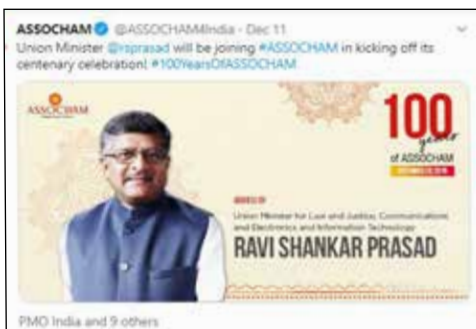 ASSOCHAM @ASSOCHAM4India - Dec 11
Union Minister @rsprasad will be joining #ASSOCHAM in kicking off its
centenary celebration! #100YearsOfASSOCHAM
ASSOCHAM
100
years
of ASSOCHAM
Union Minister for Law and Justice, Communications
and Electronics and Information Technology
RAVI SHANKAR PRASAD
PMO India and 9 others